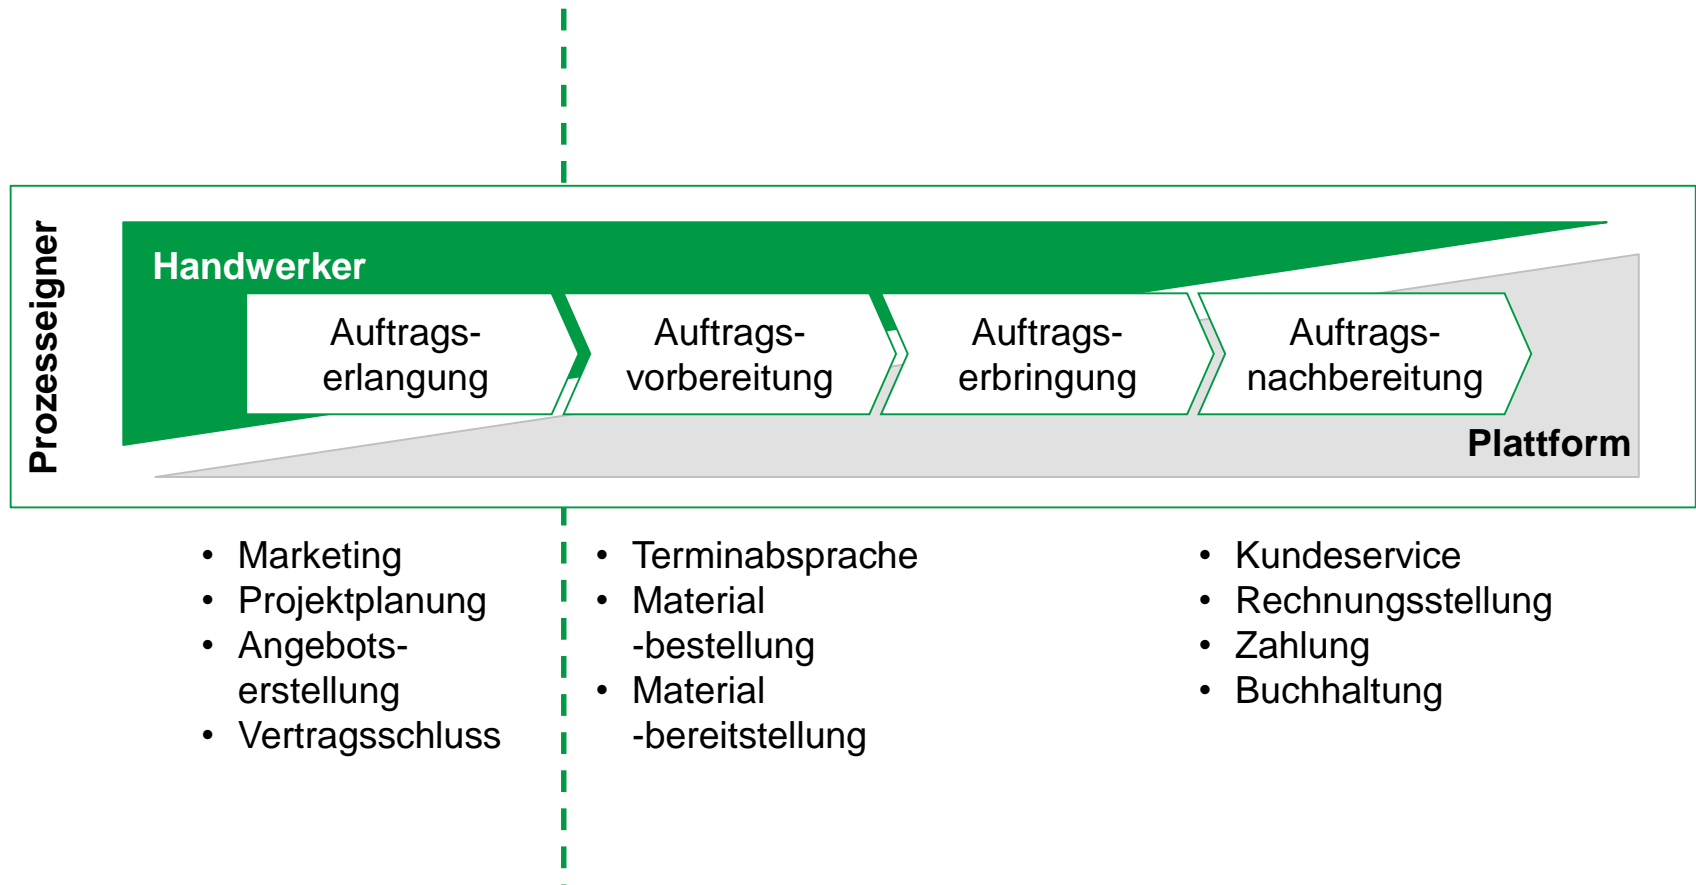 Prozesseigner
Handwerker
Auftrags-
erlangung
Auftrags-
vorbereitung
Auftrags-
erbringung
Auftrags-
nachbereitung
Plattform
• Marketing
• Projektplanung
• Angebots-
erstellung
• Vertragsschluss
• Terminabsprache
• Material
-bestellung
• Material
-bereitstellung
• Kundeservice
• Rechnungsstellung
• Zahlung
• Buchhaltung